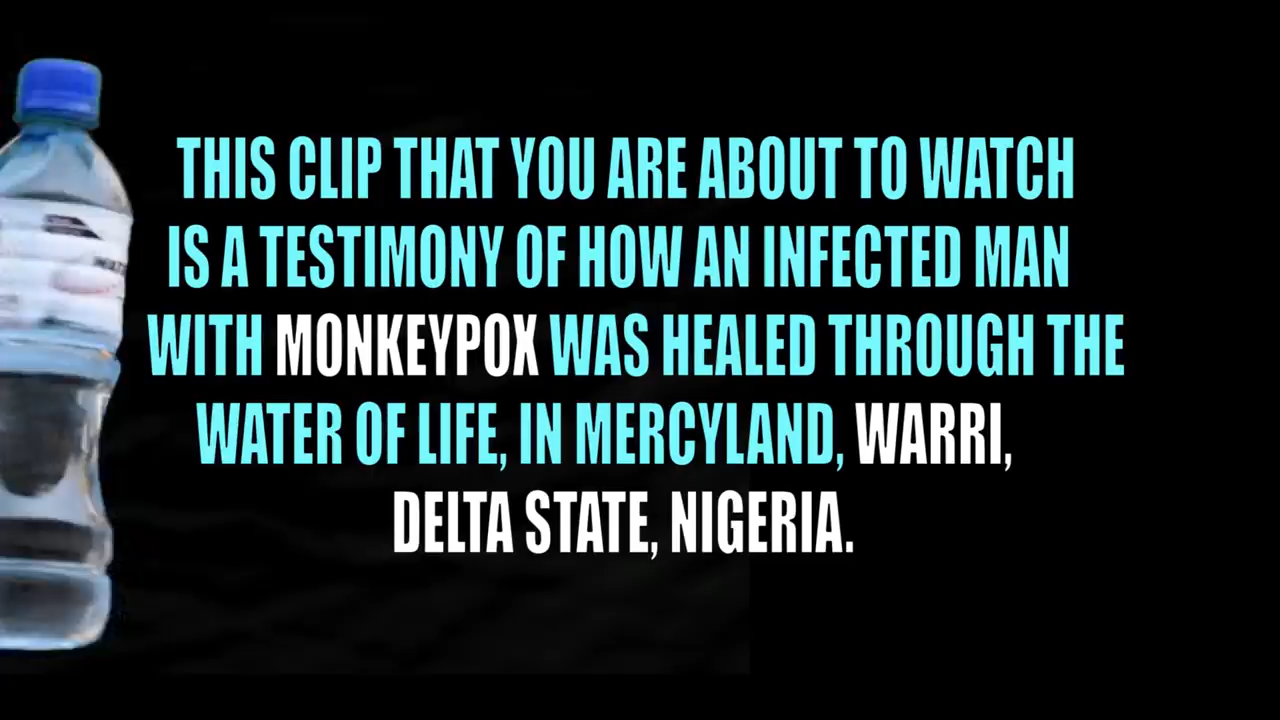 THIS CLIP THAT YOU ARE ABOUT TO WATCH
IS A TESTIMONY OF HOW AN INFECTED MAN
WITH MONKEYPOX WAS HEALED THROUGH THE
WATER OF LIFE, IN MERCYLAND, WARRI,
DELTA STATE, NIGERIA.